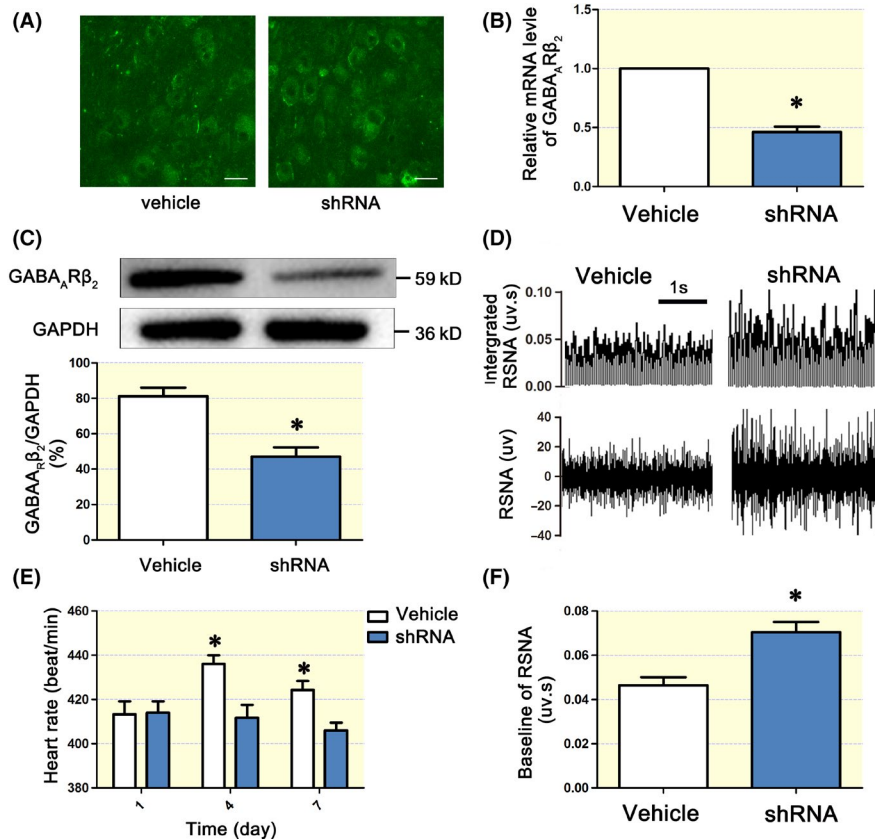 (A)
vehicle
shRNA
(B)
Relative mRNA levle
of GABAARβ2
1.5
1.0
0.5
0.0
*
Vehicle
shRNA
(C)
GABAARβ2
59 kD
GAPDH
36 kD
GABAARβ2/GAPDH
(%)
100
80
60
40
20
0
*
Vehicle
shRNA
(D)
Vehicle
1s
shRNA
Intergrated
RSNA (uv.s)
0.10
0.05
0.00
RSNA (uv)
40
20
0
−20
−40
(E)
Heart rate (beat/min)
460
440
420
400
380
*
*
Vehicle
shRNA
1
4
7
Time (day)
(F)
Baseline of RSNA
(uv.s)
0.08
0.06
0.04
0.02
0.00
*
Vehicle
shRNA